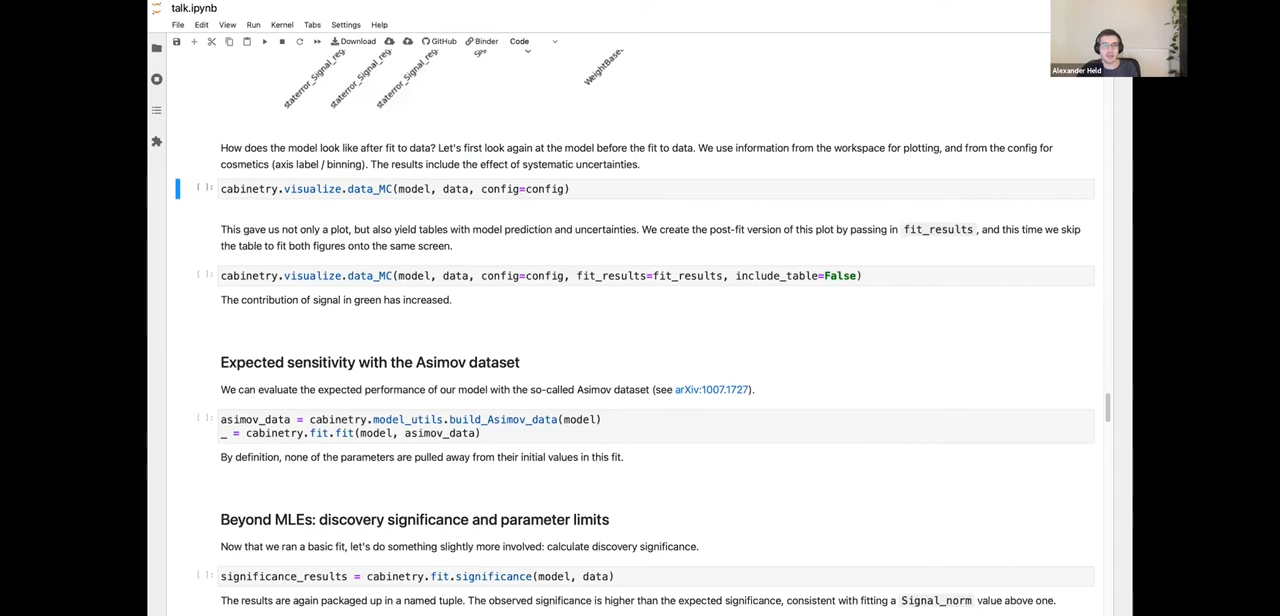 talk.ipynb
File Edit View Run Kernel Tabs Settings Help
Download GitHub Binder Code
Alexander Held
How does the model look like after fit to data? Let's first look again at the model before the fit to data. We use information from the workspace for plotting, and from the config for
cosmetics (axis label / binning). The results include the effect of systematic uncertainties.
[ ]: cabinetry.visualize.data_MC(model, data, config=config)
This gave us not only a plot, but also yield tables with model prediction and uncertainties. We create the post-fit version of this plot by passing in fit_results, and this time we skip
the table to fit both figures onto the same screen.
[ ]: cabinetry.visualize.data_MC(model, data, config=config, fit_results=fit_results, include_table=False)
The contribution of signal in green has increased.
Expected sensitivity with the Asimov dataset
We can evaluate the expected performance of our model with the so-called Asimov dataset (see arXiv:1007.1727).
[ ]: asimov_data = cabinetry.model_utils.build_Asimov_data(model)
_ = cabinetry.fit.fit(model, asimov_data)
By definition, none of the parameters are pulled away from their initial values in this fit.
Beyond MLEs: discovery significance and parameter limits
Now that we ran a basic fit, let's do something slightly more involved: calculate discovery significance.
[ ]: significance_results = cabinetry.fit.significance(model, data)
The results are again packaged up in a named tuple. The observed significance is higher than the expected significance, consistent with fitting a Signal_norm value above one.